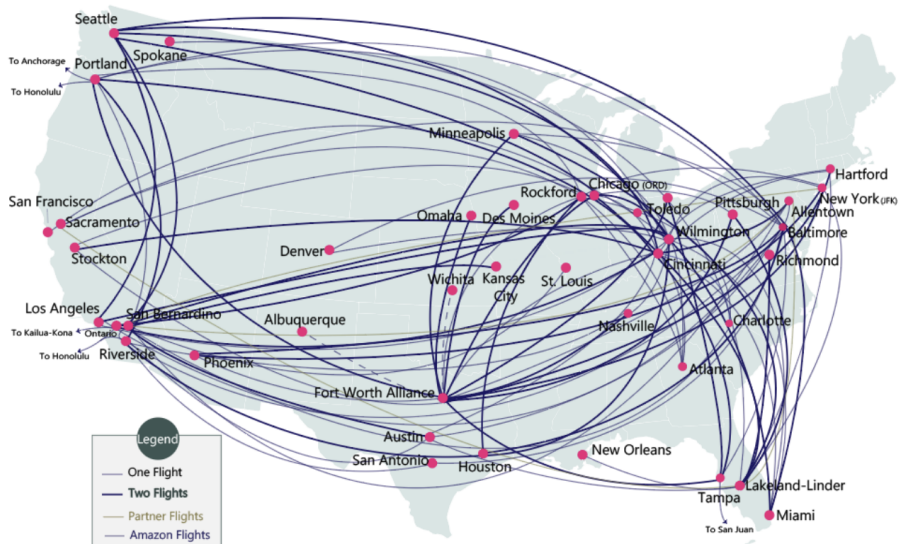 Seattle
Spokane
To Anchorage
Portland
To Honolulu
Minneapolis
Hartford
Rockford
Chicago (ORD)
New York (JFK)
Pittsburgh
Allentown
San Francisco
Sacramento
Omaha
Des Moines
Toledo
Wilmington
Baltimore
Stockton
Denver
Cincinnati
Richmond
Wichita
Kansas
City
St. Louis
Los Angeles
San Bernardino
Albuquerque
Nashville
Charlotte
To Kailua-Kona
Ontario
To Honolulu
Riverside
Phoenix
Atlanta
Fort Worth Alliance
Austin
San Antonio
Houston
New Orleans
Legend
One Flight
Two Flights
Partner Flights
Amazon Flights
Tampa
Lakeland-Linder
Miami
To San Juan